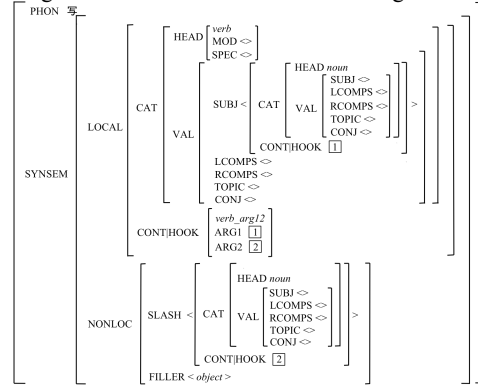 PHON 写
verb
HEAD MOD <>
SPEC <>
HEAD noun
SUBJ <>
LCOMPS <>
SUBJ < CAT VAL RCOMPS <> >
TOPIC <>
CONJ <>
CAT
LOCAL VAL
CONT|HOOK 1
LCOMPS <>
RCOMPS <>
SYNSEM
TOPIC <>
CONJ <>
verb_arg12
CONT|HOOK ARG1 1
ARG2 2
HEAD noun
SUBJ <>
LCOMPS <>
NONLOC SLASH < CAT VAL RCOMPS <> >
TOPIC <>
CONJ <>
CONT|HOOK 2
FILLER < object >